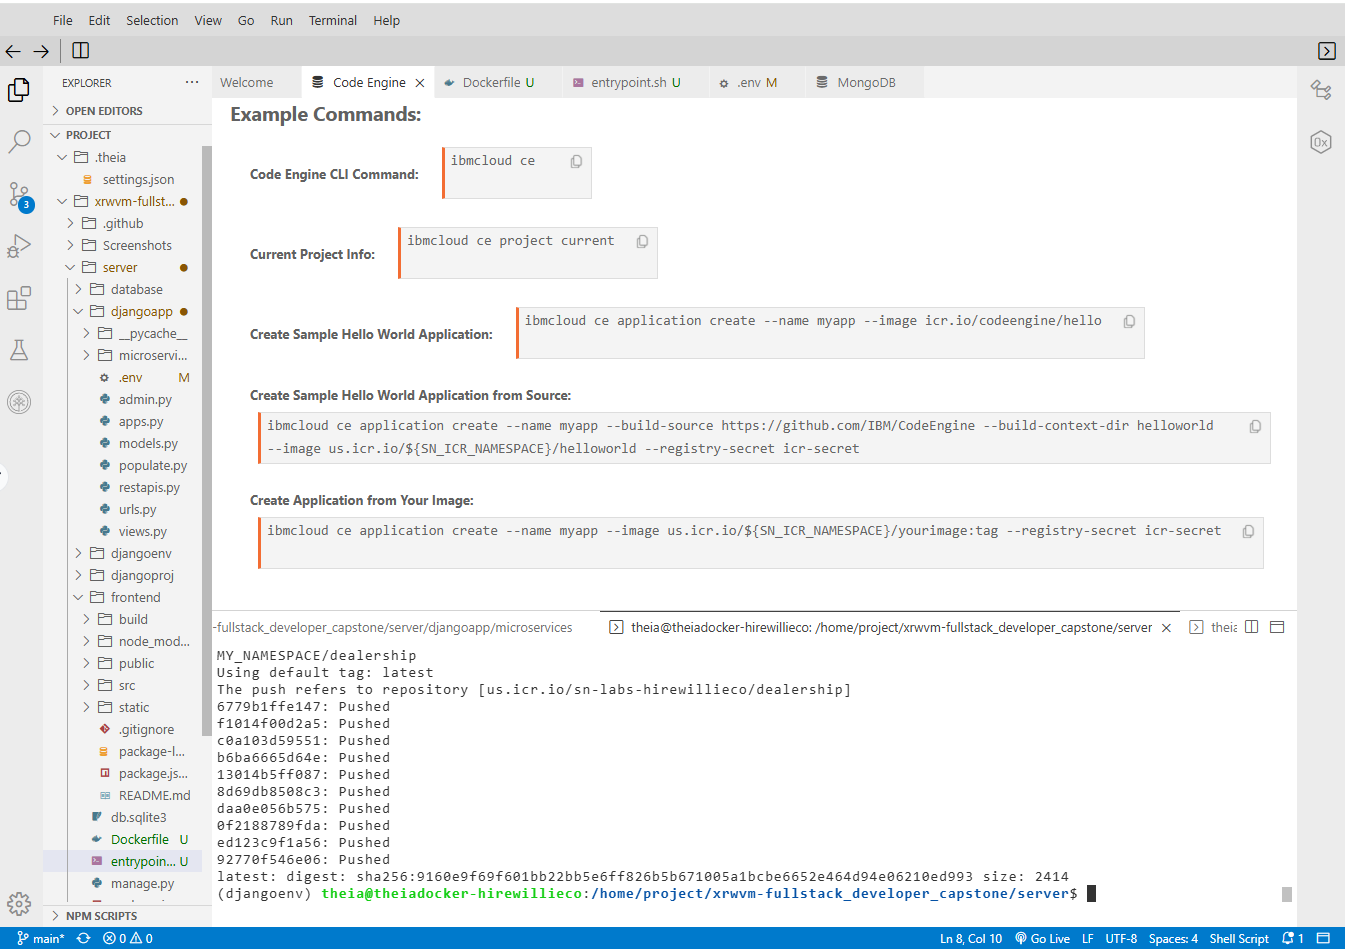 File Edit Selection View Go Run Terminal Help
EXPLORER ···
OPEN EDITORS
PROJECT
.theia
settings.json
xrwvm-fullst...
.github
Screenshots
server
database
djangoapp
__pycache__
microservi...
.env M
admin.py
apps.py
models.py
populate.py
restapis.py
urls.py
views.py
djangoenv
djangoproj
frontend
build
node_mod...
public
src
static
.gitignore
package-l...
package.js...
README.md
db.sqlite3
Dockerfile U
entrypoin... U
manage.py
NPM SCRIPTS
3
Welcome Code Engine Dockerfile U entrypoint.sh U .env M MongoDB
Example Commands:
Code Engine CLI Command: ibmcloud ce
Current Project Info: ibmcloud ce project current
Create Sample Hello World Application: ibmcloud ce application create --name myapp --image icr.io/codeengine/hello
Create Sample Hello World Application from Source:
ibmcloud ce application create --name myapp --build-source https://github.com/IBM/CodeEngine --build-context-dir helloworld
--image us.icr.io/${SN_ICR_NAMESPACE}/helloworld --registry-secret icr-secret
Create Application from Your Image:
ibmcloud ce application create --name myapp --image us.icr.io/${SN_ICR_NAMESPACE}/yourimage:tag --registry-secret icr-secret
0x
-fullstack_developer_capstone/server/djangoapp/microservices theia@theiadocker-hirewillieco: /home/project/xrwvm-fullstack_developer_capstone/server theia
MY_NAMESPACE/dealership
Using default tag: latest
The push refers to repository [us.icr.io/sn-labs-hirewillieco/dealership]
6779b1ffe147: Pushed
f1014f00d2a5: Pushed
c0a103d59551: Pushed
b6ba6665d64e: Pushed
13014b5ff087: Pushed
8d69db8508c3: Pushed
daa0e056b575: Pushed
0f2188789fda: Pushed
ed123c9f1a56: Pushed
92770f546e06: Pushed
latest: digest: sha256:9160e9f69f601bb22bb5e6ff826b5b671005a1bcbe6652e464d94e06210ed993 size: 2414
(djangoenv) theia@theiadocker-hirewillieco:/home/project/xrwvm-fullstack_developer_capstone/server$
main* 0 0 Ln 8, Col 10 Go Live LF UTF-8 Spaces: 4 Shell Script 1